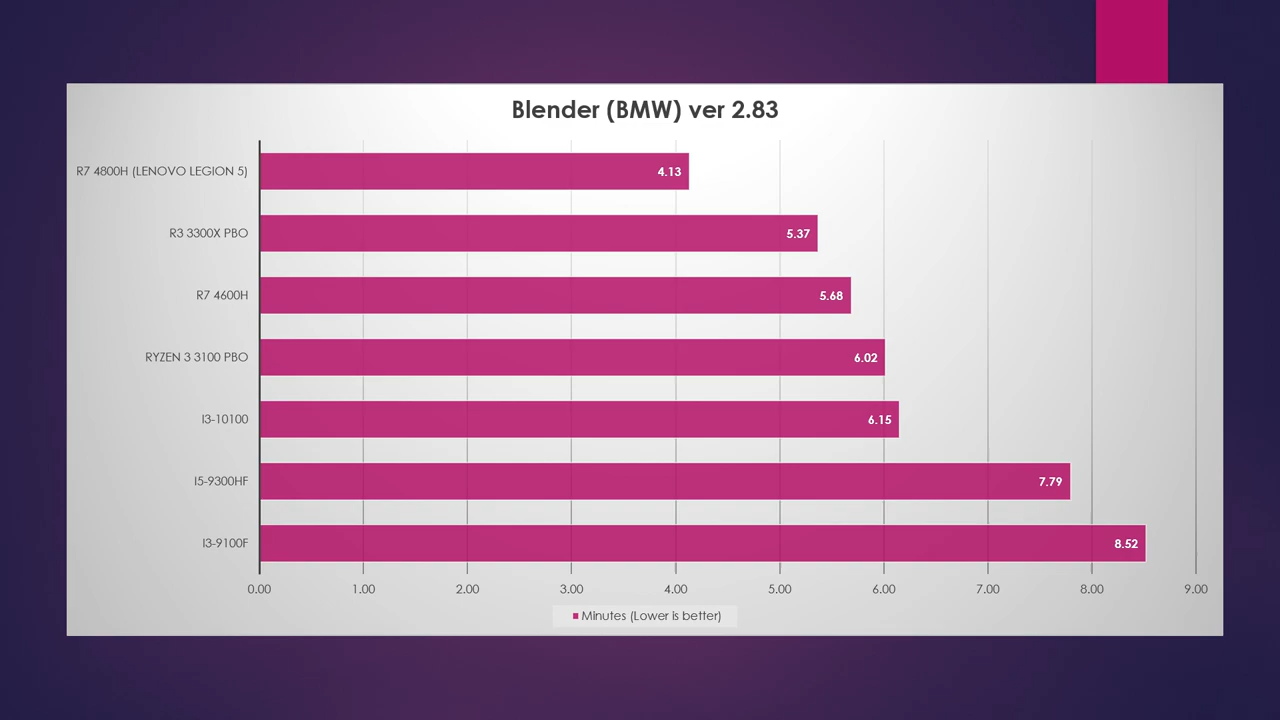 Blender (BMW) ver 2.83
R7 4800H (LENOVO LEGION 5) 4.13
R3 3300X PBO 5.37
R7 4600H 5.68
RYZEN 3 3100 PBO 6.02
I3-10100 6.15
I5-9300HF 7.79
I3-9100F 8.52
0.00 1.00 2.00 3.00 4.00 5.00 6.00 7.00 8.00 9.00
Minutes (Lower is better)